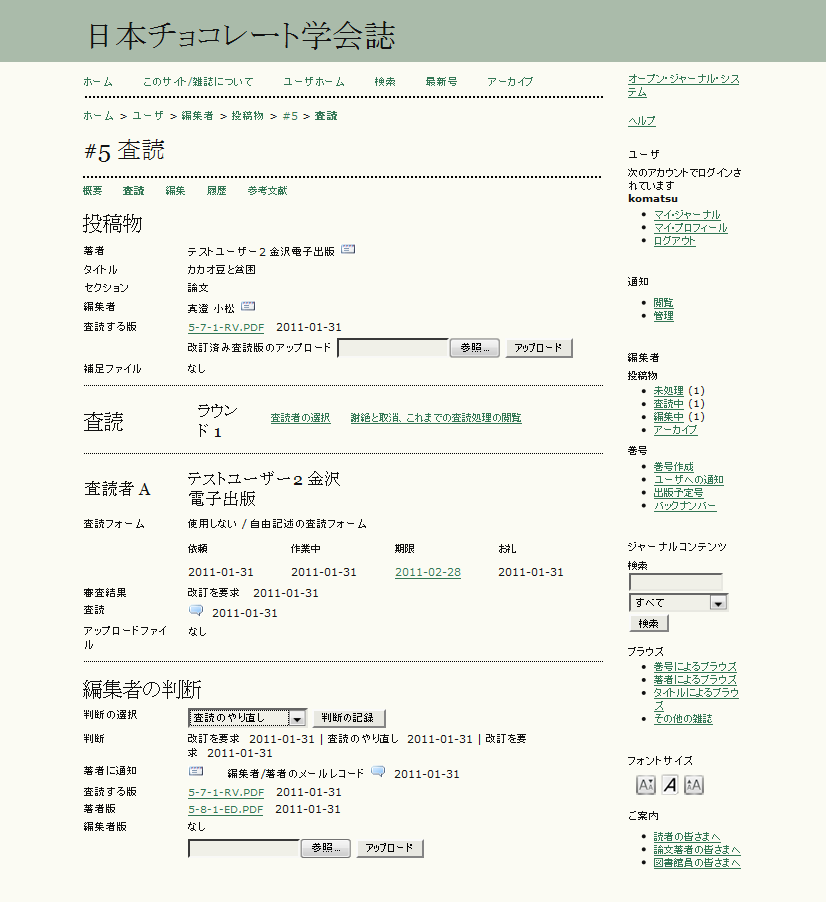 日本チョコレート学会誌
ホーム このサイト/雑誌について ユーザホーム 検索 最新号 アーカイブ
ホーム > ユーザ > 編集者 > 投稿物 > #5 > 査読
#5 査読
概要 査読 編集 履歴 参考文献
投稿物
著者 テストユーザー2 金沢電子出版
タイトル カカオ豆と貧困
セクション 論文
編集者 真澄 小松
査読する版 5-7-1-RV.PDF 2011-01-31
改訂済み査読版のアップロード 参照... アップロード
補足ファイル なし
査読 ラウン
ド 1 査読者の選択 謝絶と取消、これまでの査読処理の閲覧
査読者 A テストユーザー2 金沢
電子出版
査読フォーム 使用しない / 自由記述の査読フォーム
依頼 作業中 期限 お礼
2011-01-31 2011-01-31 2011-02-28 2011-01-31
審査結果 改訂を要求 2011-01-31
査読 2011-01-31
アップロードファイ
ル なし
編集者の判断
判断の選択 査読のやり直し 判断の記録
判断 改訂を要求 2011-01-31 | 査読のやり直し 2011-01-31 | 改訂を要
求 2011-01-31
著者に通知 編集者/著者のメールレコード 2011-01-31
査読する版 5-7-1-RV.PDF 2011-01-31
著者版 5-8-1-ED.PDF 2011-01-31
編集者版 なし
参照... アップロード
オープン・ジャーナル・シス
テム
ヘルプ
ユーザ
次のアカウントでログインさ
れています
komatsu
マイ・ジャーナル
マイ・プロフィール
ログアウト
通知
閲覧
管理
編集者
投稿物
未処理 (1)
査読中 (1)
編集中 (1)
アーカイブ
巻号
巻号作成
ユーザへの通知
出版予定号
バックナンバー
ジャーナルコンテンツ
検索
すべて
検索
ブラウズ
巻号によるブラウズ
著者によるブラウズ
タイトルによるブラウ
ズ
その他の雑誌
フォントサイズ
A A A
ご案内
読者の皆さまへ
論文著者の皆さまへ
図書館員の皆さまへ